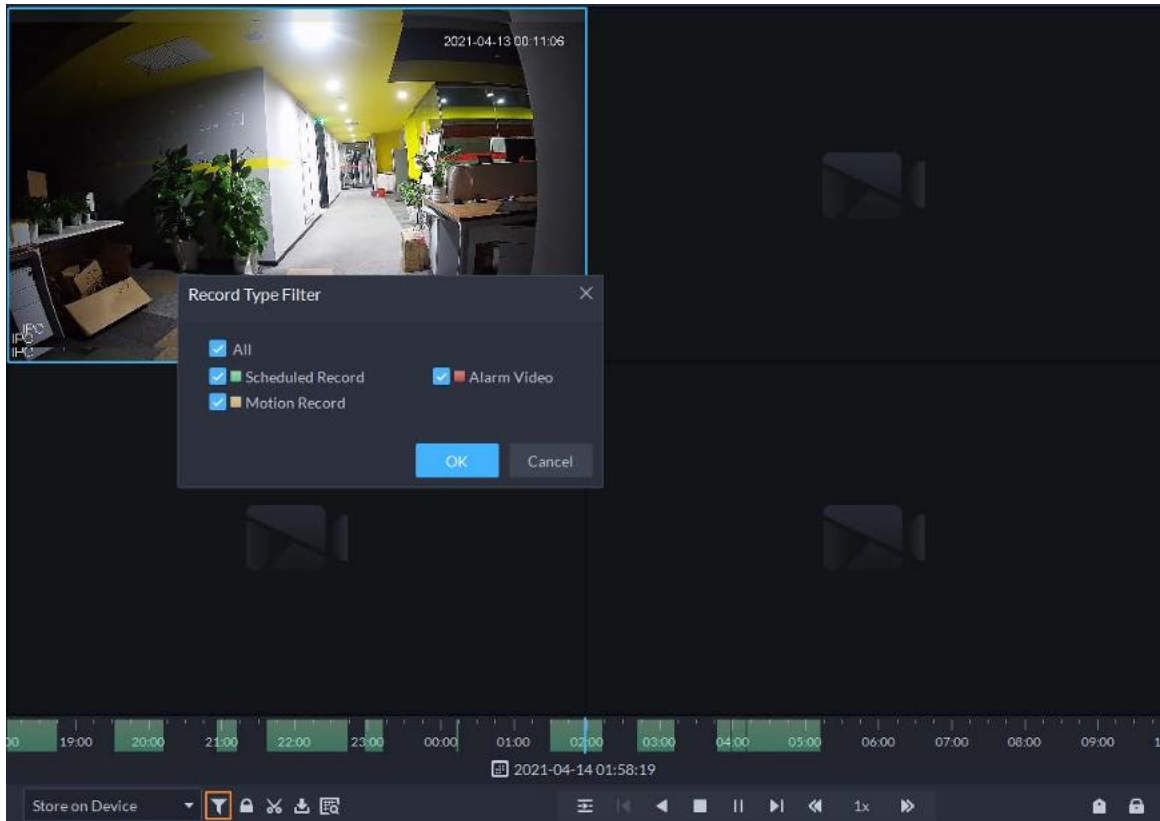 2021-04-13 00:11:06
IPC
IPC
Record Type Filter
All
Scheduled Record
Alarm Video
Motion Record
OK
Cancel
00 19:00 20:00 21:00 22:00 23:00 00:00 01:00 02:00 03:00 04:00 05:00 06:00 07:00 08:00 09:00 1
2021-04-14 01:58:19
Store on Device
1x